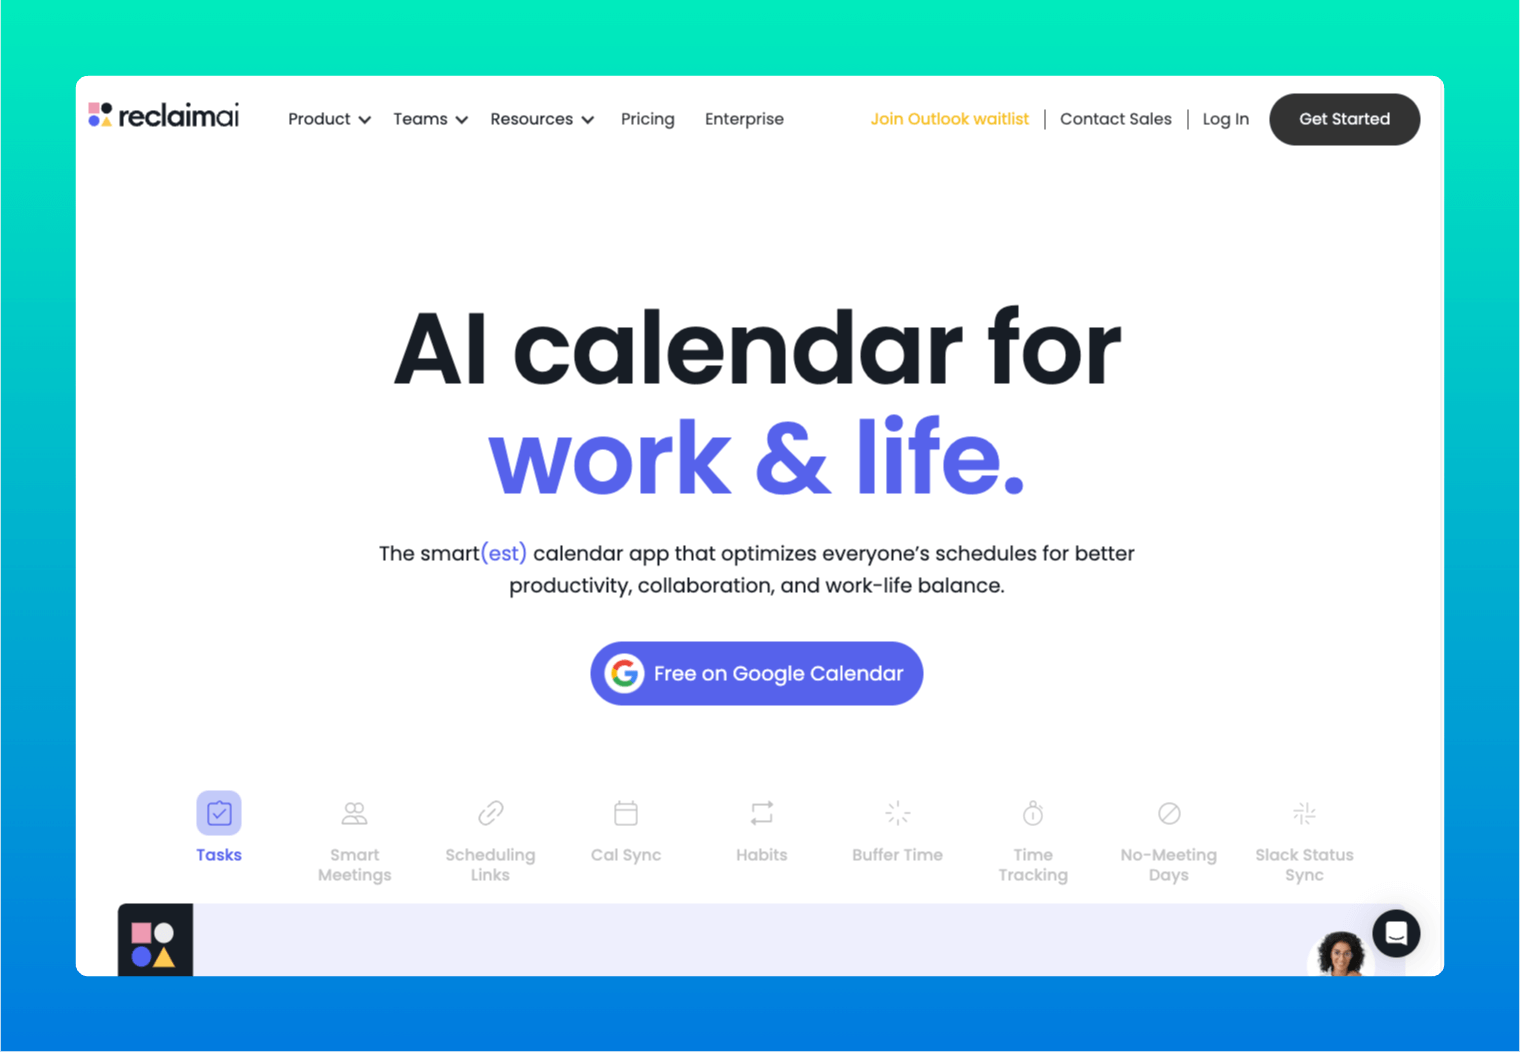 reclaimai
Product
Teams
Resources
Pricing
Enterprise
Join Outlook waitlist
Contact Sales
Log In
Get Started
AI calendar for
work & life.
The smart(est) calendar app that optimizes everyone's schedules for better
productivity, collaboration, and work-life balance.
Free on Google Calendar
Tasks
Smart
Meetings
Scheduling
Links
Cal Sync
Habits
Buffer Time
Time
Tracking
No-Meeting
Days
Slack Status
Sync